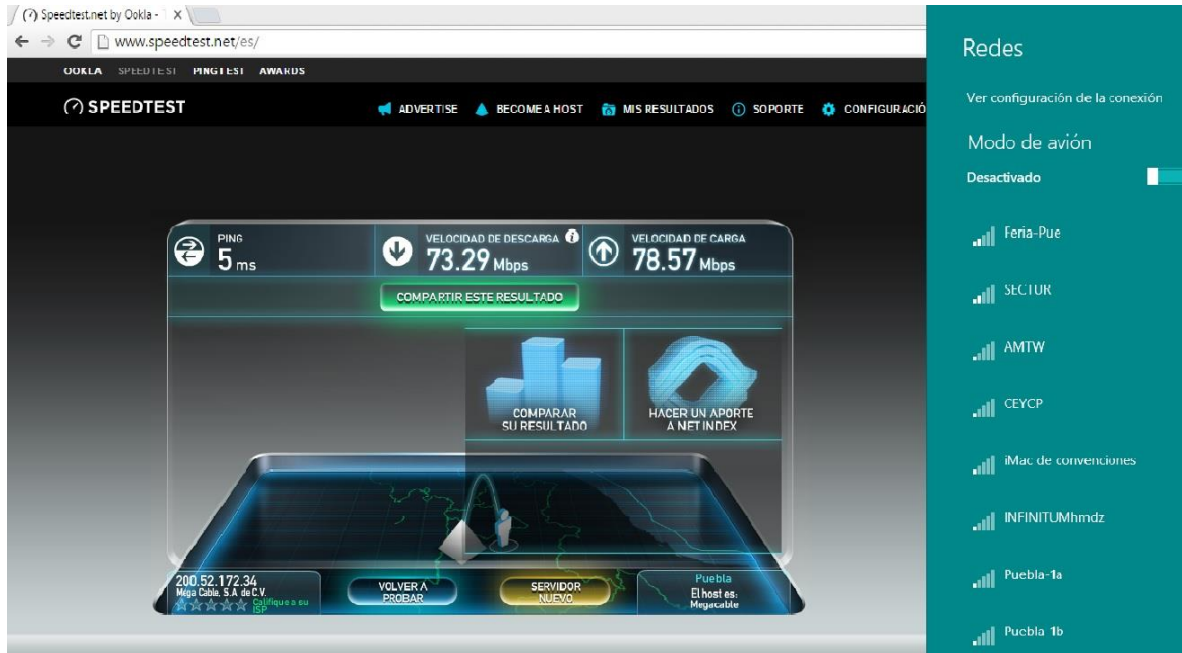 Speedtest.net by Ookla -
www.speedtest.net/es/
OOKLA SPEEDTEST PINGTEST AWARDS
SPEEDTEST
ADVERTISE BECOME A HOST MIS RESULTADOS SOPORTE CONFIGURACIÓ
PING
5 ms
VELOCIDAD DE DESCARGA
73.29 Mbps
VELOCIDAD DE CARGA
78.57 Mbps
COMPARTIR ESTE RESULTADO
COMPARAR
SU RESULTADO
HACER UN APORTE
A NET INDEX
200.52.172.34
Mega Cable, S.A. de C.V.
Califique a su
ISP
VOLVER A
PROBAR
SERVIDOR
NUEVO
Puebla
El host es:
Megacable
Redes
Ver configuración de la conexión
Modo de avión
Desactivado
Feria-Pue
SECTUR
AMTW
CEYCP
iMac de convenciones
INFINITUMhmdz
Puebla-1a
Puebla 1b